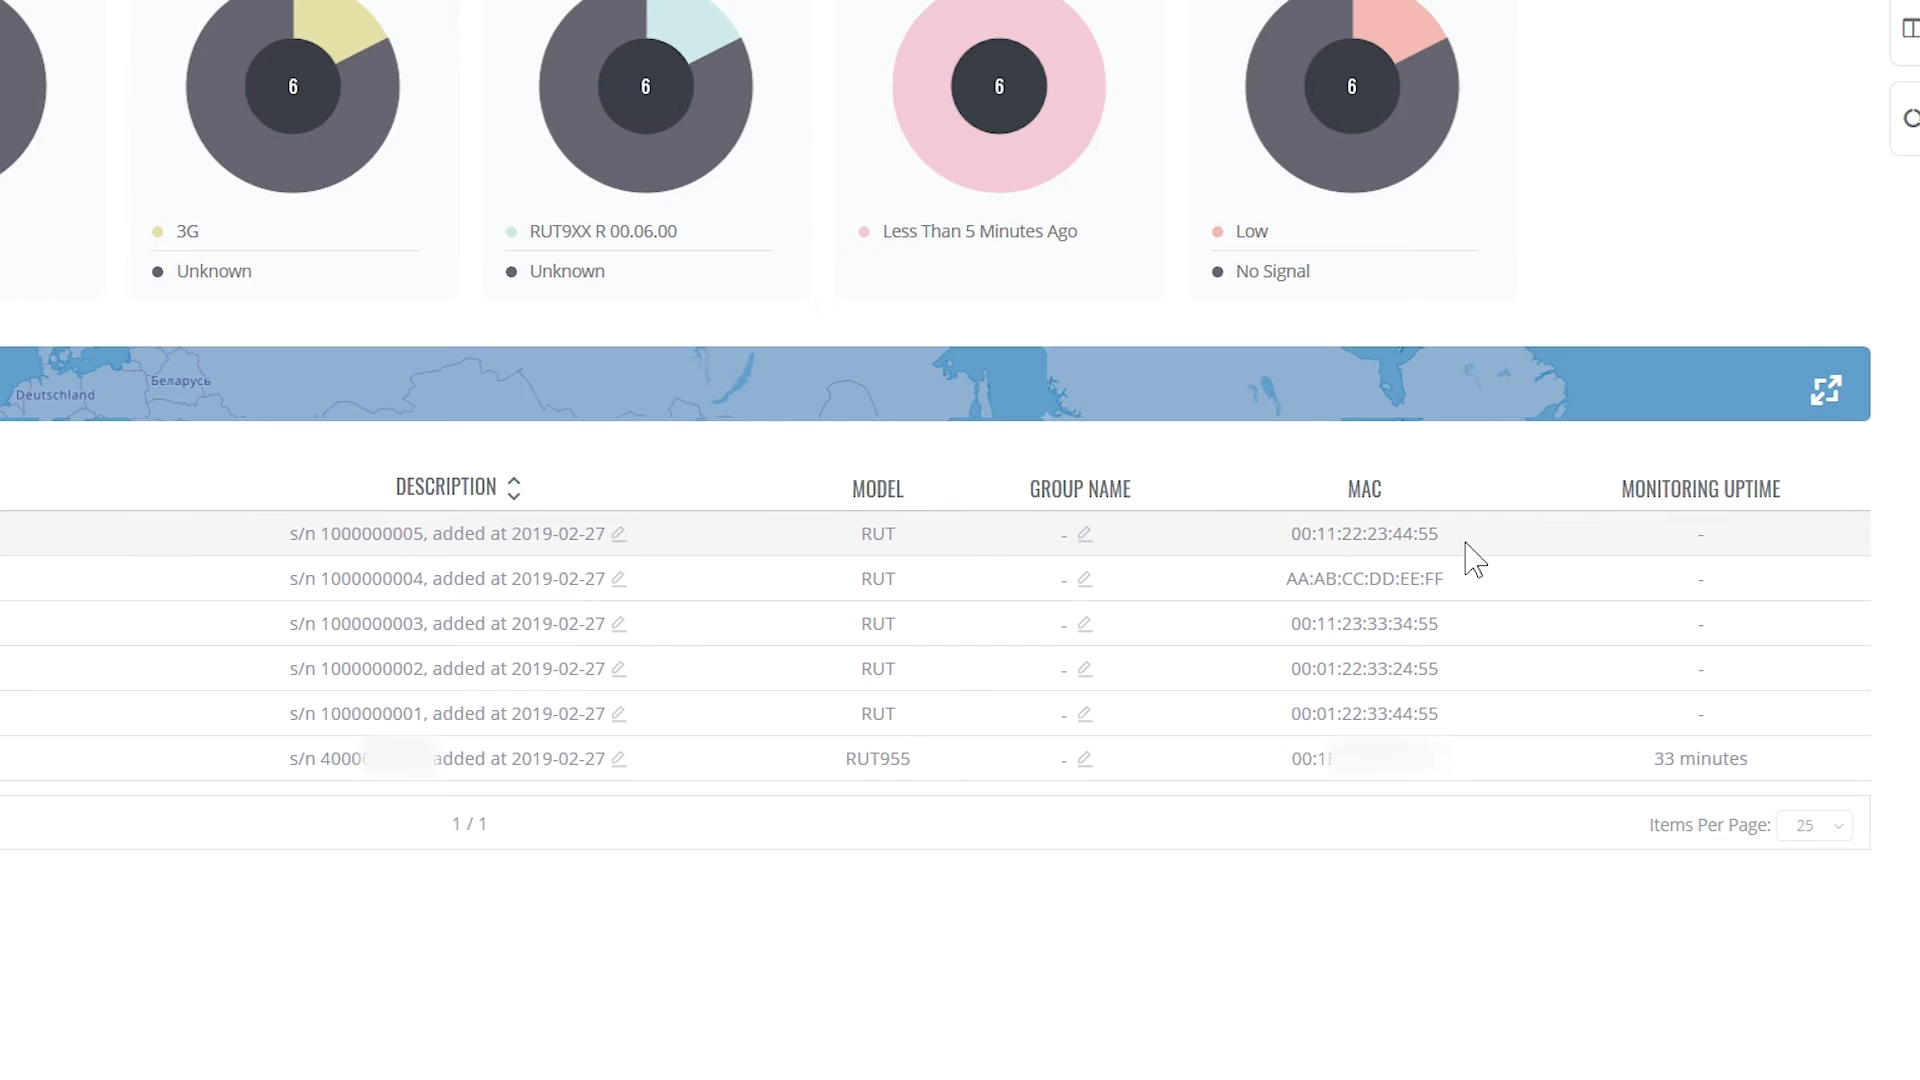 6
6
6
6
3G
Unknown
RUT9XX R 00.06.00
Unknown
Less Than 5 Minutes Ago
Low
No Signal
Deutschland
Беларусь
DESCRIPTION MODEL GROUP NAME MAC MONITORING UPTIME
s/n 1000000005, added at 2019-02-27 RUT - 00:11:22:23:44:55 -
s/n 1000000004, added at 2019-02-27 RUT - AA:AB:CC:DD:EE:FF -
s/n 1000000003, added at 2019-02-27 RUT - 00:11:23:33:34:55 -
s/n 1000000002, added at 2019-02-27 RUT - 00:01:22:33:24:55 -
s/n 1000000001, added at 2019-02-27 RUT - 00:01:22:33:44:55 -
s/n 4000 added at 2019-02-27 RUT955 - 00:1 33 minutes
1 / 1
Items Per Page: 25